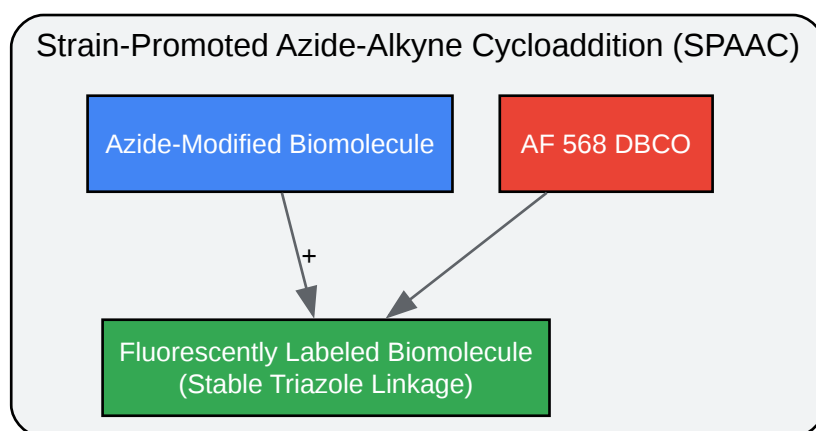 Strain-Promoted Azide-Alkyne Cycloaddition (SPAAC)
Azide-Modified Biomolecule
AF 568 DBCO
+
Fluorescently Labeled Biomolecule
(Stable Triazole Linkage)